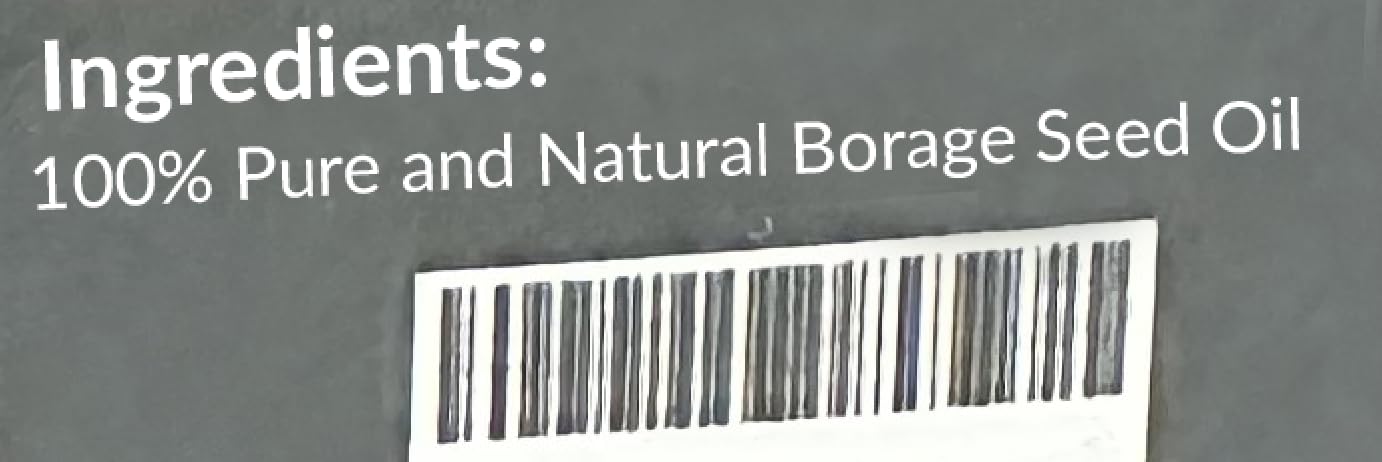 Ingredients:
100% Pure and Natural Borage Seed Oil